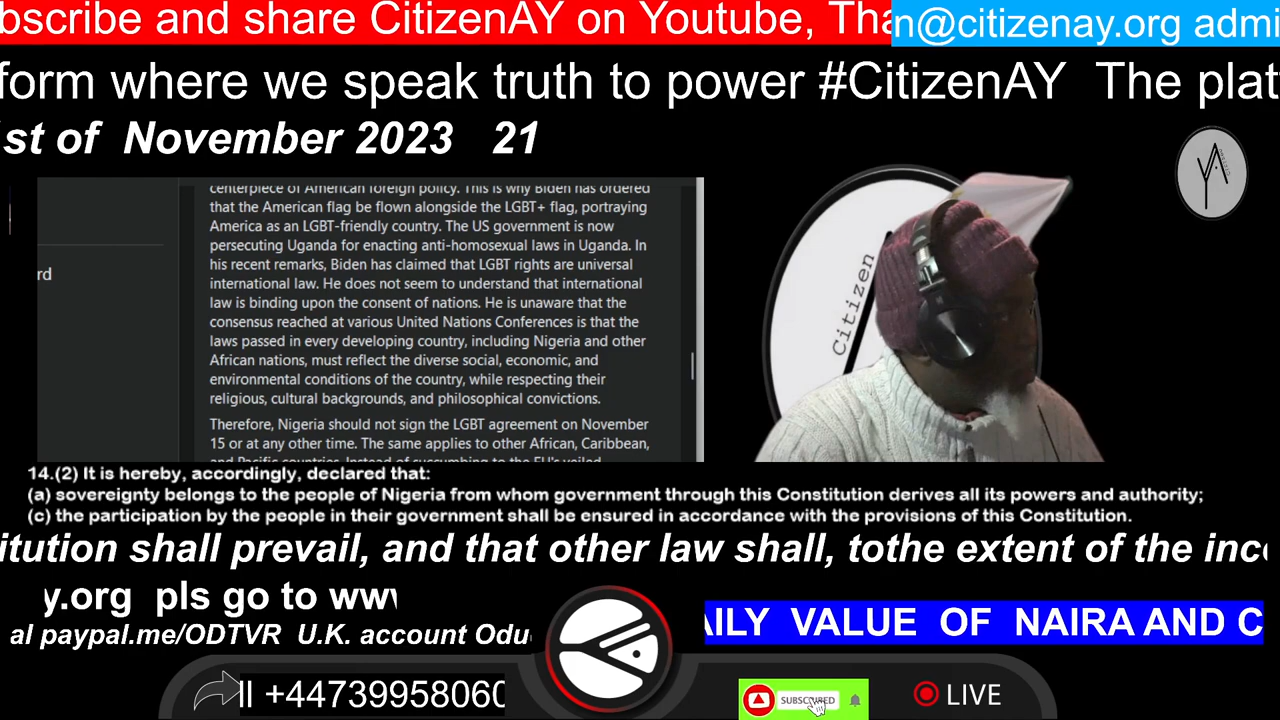 bscribe and share CitizenAY on Youtube, Tha
n@citizenay.org admi
form where we speak truth to power #CitizenAY The plat
st of November 2023 21
centerpiece of American foreign policy. This is why Biden has ordered
that the American flag be flown alongside the LGBT+ flag, portraying
America as an LGBT-friendly country. The US government is now
persecuting Uganda for enacting anti-homosexual laws in Uganda. In
his recent remarks, Biden has claimed that LGBT rights are universal
international law. He does not seem to understand that international
rd
law is binding upon the consent of nations. He is unaware that the
consensus reached at various United Nations Conferences is that the
laws passed in every developing country, including Nigeria and other
African nations, must reflect the diverse social, economic, and
environmental conditions of the country, while respecting their
religious, cultural backgrounds, and philosophical convictions.
Therefore, Nigeria should not sign the LGBT agreement on November
15 or at any other time. The same applies to other African, Caribbean,
and Pacific countries. Instead of succumbing to the EU's veiled
Citizen
14.(2) It is hereby, accordingly, declared that:
(a) sovereignty belongs to the people of Nigeria from whom government through this Constitution derives all its powers and authority;
(c) the participation by the people in their government shall be ensured in accordance with the provisions of this Constitution.
itution shall prevail, and that other law shall, tothe extent of the inc
y.org pls go to www
al paypal.me/ODTVR U.K. account Odu
AILY VALUE OF NAIRA AND C
ll +44739958060
SUBSCRIBED
LIVE